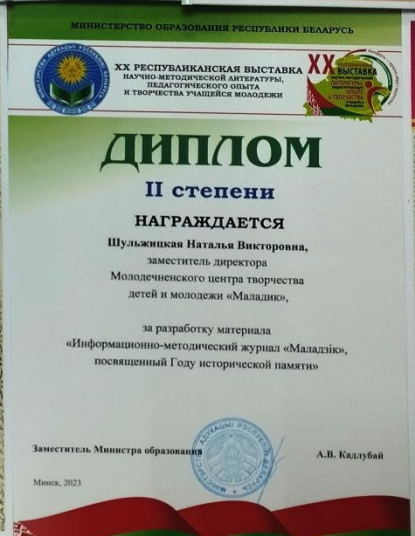 МИНИСТЕРСТВО ОБРАЗОВАНИЯ РЕСПУБЛИКИ БЕЛАРУСЬ
XX РЕСПУБЛИКАНСКАЯ ВЫСТАВКА
НАУЧНО-МЕТОДИЧЕСКОЙ ЛИТЕРАТУРЫ,
ПЕДАГОГИЧЕСКОГО ОПЫТА
И ТВОРЧЕСТВА УЧАЩЕЙСЯ МОЛОДЕЖИ
XX
ВЫСТАВКА
ДИПЛОМ
II степени
НАГРАЖДАЕТСЯ
Шульжицкая Наталья Викторовна,
заместитель директора
Молодечненского центра творчества
детей и молодежи «Маладик»,
за разработку материала
«Информационно-методический журнал «Маладзік»,
посвященный Году исторической памяти»
Заместитель Министра образования
А.В. Кадлубай
Минск, 2023